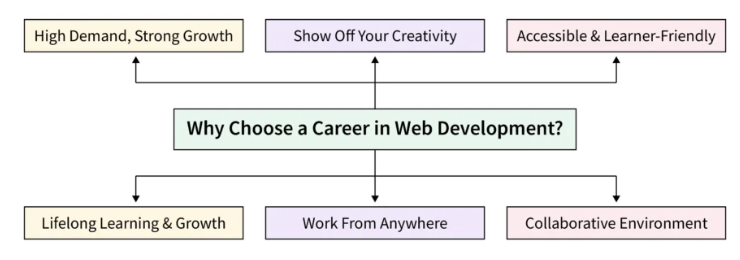 High Demand, Strong Growth
Show Off Your Creativity
Accessible & Learner-Friendly
Why Choose a Career in Web Development?
Lifelong Learning & Growth
Work From Anywhere
Collaborative Environment